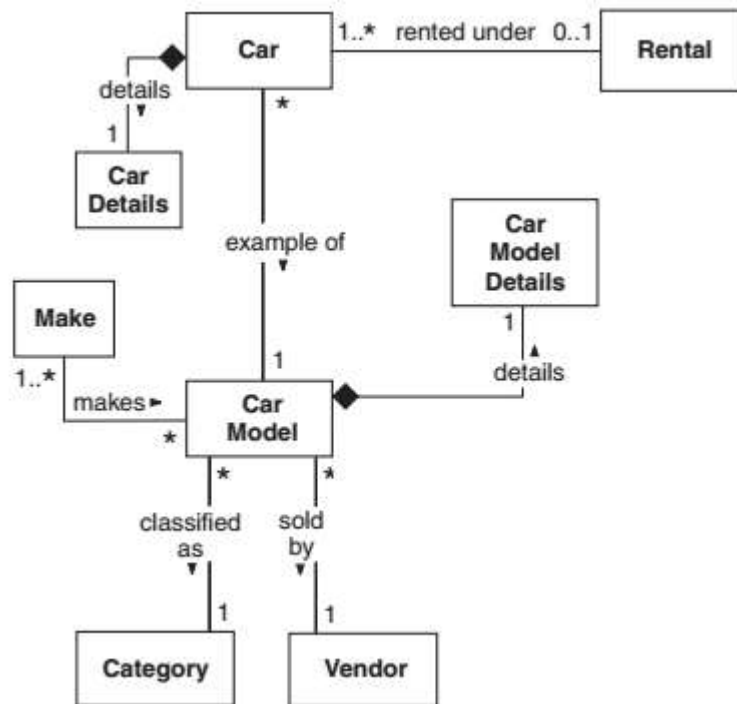 Car
1..* rented under 0..1
Rental
details
*
1
Car
Details
Car
Model
Details
example of
Make
1
1..*
1
details
makes
Car
Model
*
*
*
classified
as
sold
by
1
1
Category
Vendor